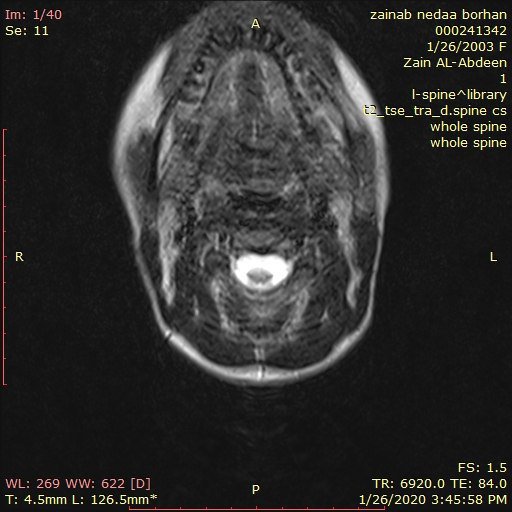 Im: 1/40
Se: 11
A
zainab nedaa borhan
000241342
1/26/2003 F
Zain AL-Abdeen
1
l-spine^library
t2_tse_tra_d.spine cs
whole spine
whole spine
R
L
WL: 269 WW: 622 [D]
T: 4.5mm L: 126.5mm*
P
FS: 1.5
TR: 6920.0 TE: 84.0
1/26/2020 3:45:58 PM